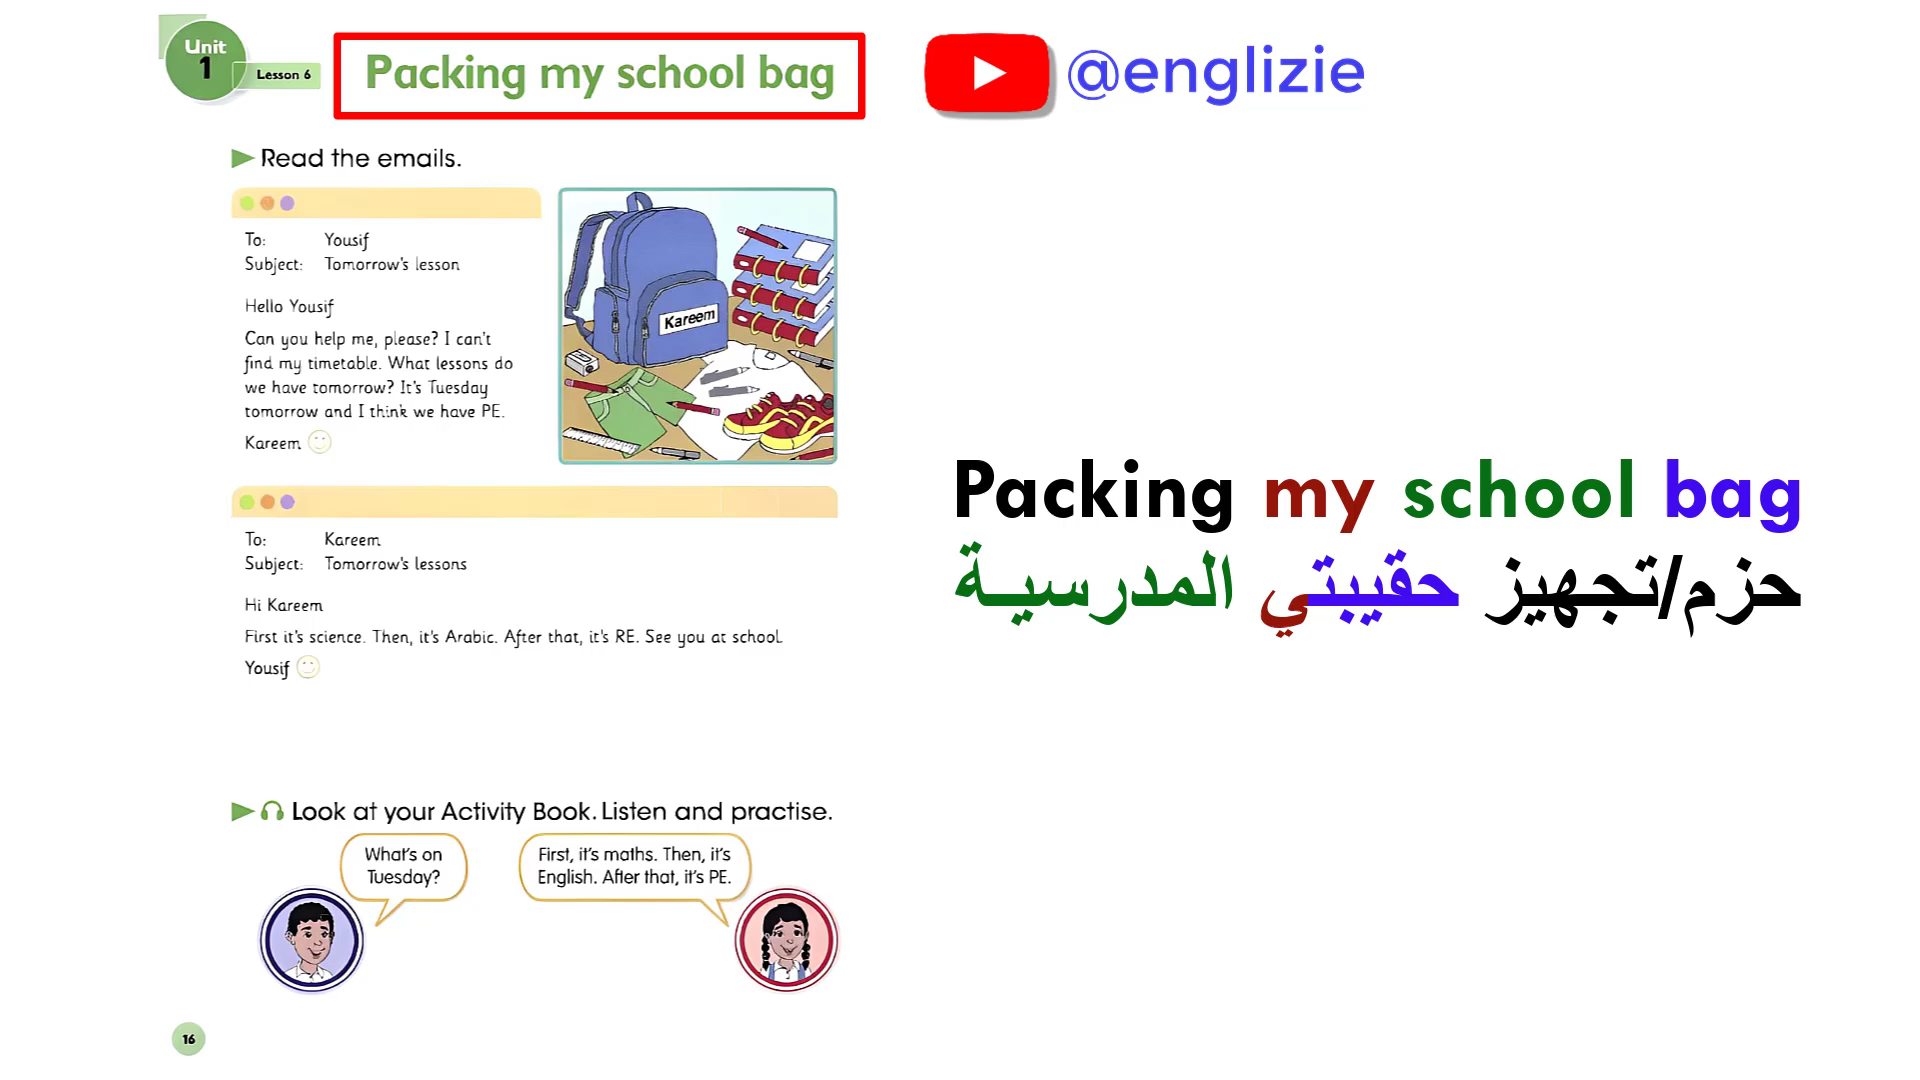 Unit
1
Lesson 6
Packing my school bag
@englizie
Read the emails.
To: Yousif
Subject: Tomorrow's lesson
Hello Yousif
Can you help me, please? I can't
find my timetable. What lessons do
we have tomorrow? It's Tuesday
tomorrow and I think we have PE.
Kareem
Kareem
To: Kareem
Subject: Tomorrow's lessons
Hi Kareem
First it's science. Then, it's Arabic. After that, it's RE. See you at school.
Yousif
Packing my school bag
حزم/تجهيز حقيبتي المدرسيـة
Look at your Activity Book. Listen and practise.
What's on
Tuesday?
First, it's maths. Then, it's
English. After that, it's PE.
16